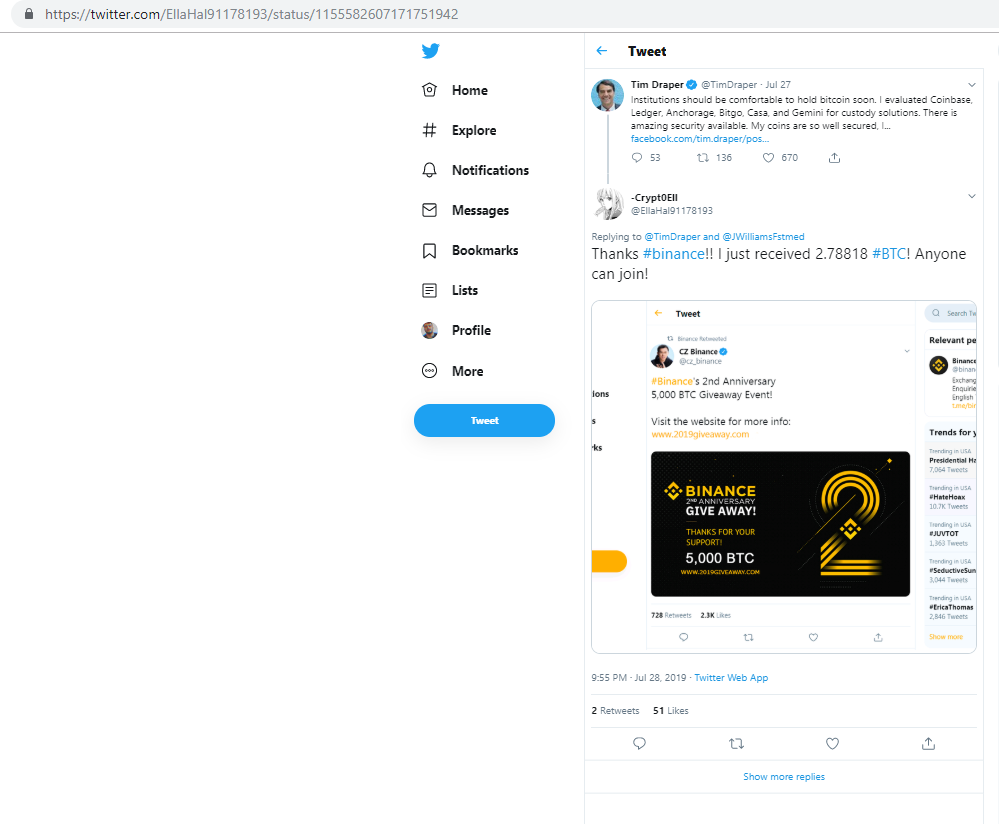 https://twitter.com/EllaHal91178193/status/1155582607171751942
Home
Explore
Notifications
Messages
Bookmarks
Lists
Profile
More
Tweet
Tweet
Tim Draper @TimDraper · Jul 27
Institutions should be comfortable to hold bitcoin soon. I evaluated Coinbase,
Ledger, Anchorage, Bitgo, Casa, and Gemini for custody solutions. There is
amazing security available. My coins are so well secured, I...
facebook.com/tim.draper/pos...
53 136 670
-Crypt0Ell
@EllaHal91178193
Replying to @TimDraper and @JWilliamsFstmed
Thanks #binance!! I just received 2.78818 #BTC! Anyone
can join!
Tweet
Binance Retweeted
CZ Binance
@cz_binance
#Binance's 2nd Anniversary
5,000 BTC Giveaway Event!
Visit the website for more info:
www.2019giveaway.com
BINANCE
2ND ANNIVERSARY
GIVE AWAY!
THANKS FOR YOUR
SUPPORT!
5,000 BTC
WWW.2019GIVEAWAY.COM
728 Retweets 2.3K Likes
ions
s
rks
Search Tw
Relevant pe
Binance
@binan
Exchang
Enquirie
English
t.me/bin
Trends for y
Trending in USA
Presidential Ha
7,064 Tweets
Trending in USA
#HateHoax
10.7K Tweets
Trending in USA
#JUVTOT
1,363 Tweets
Trending in USA
#SeductiveSun
3,044 Tweets
Trending in USA
#EricaThomas
2,846 Tweets
Show more
9:55 PM · Jul 28, 2019 · Twitter Web App
2 Retweets 51 Likes
Show more replies